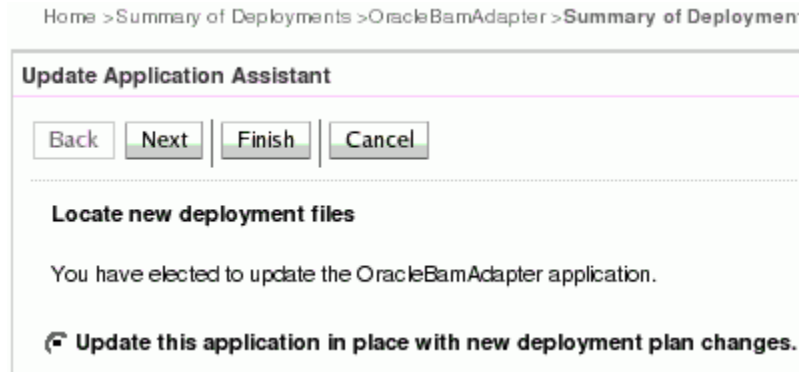 Home >Summary of Deployments >OracleBamAdapter >Summary of Deployment
Update Application Assistant
Back Next Finish Cancel
Locate new deployment files
You have elected to update the OracleBamAdapter application.
Update this application in place with new deployment plan changes.